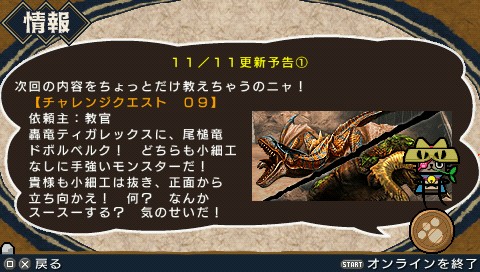 情報
11/11更新予告①
次回の内容をちょっとだけ教えちゃうのニャ!
【チャレンジクエスト 09】
依頼主:教官
轟竜ティガレックスに、尾槌竜
ドボルベルク! どちらも小細工
なしに手強いモンスターだ!
貴様も小細工は抜き、正面から
立ち向かえ! 何? なんか
スースーする? 気のせいだ!
□×戻る
START オンラインを終了